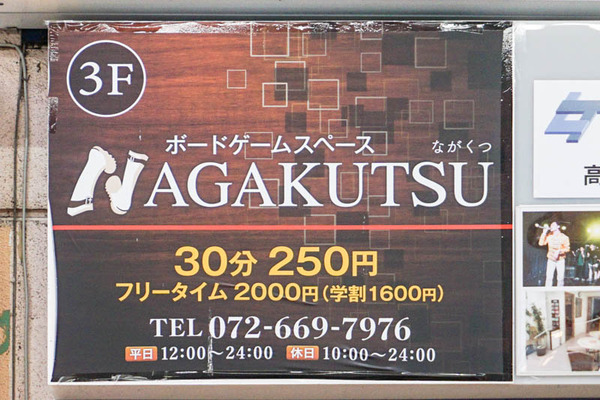 3F
ボードゲームスペース
ながくつ
NAGAKUTSU
30分 250円
フリータイム 2000円(学割1600円)
TEL 072-669-7976
平日 12:00~24:00 休日 10:00~24:00
高